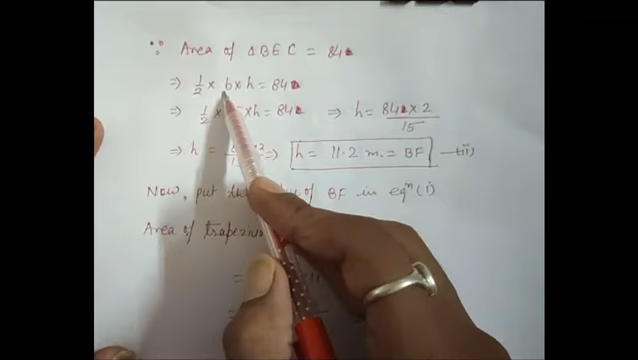 ∵ Area of ΔBEC = 84
⇒ 1/2 × b × h = 84
⇒ 1/2 × × h = 84 ⇒ h = 84 × 2 / 15
⇒ h = ⇒ h = 11.2 m. = BF —(ii)
Now, put the of BF in eqⁿ (i)
Area of trapezium
=